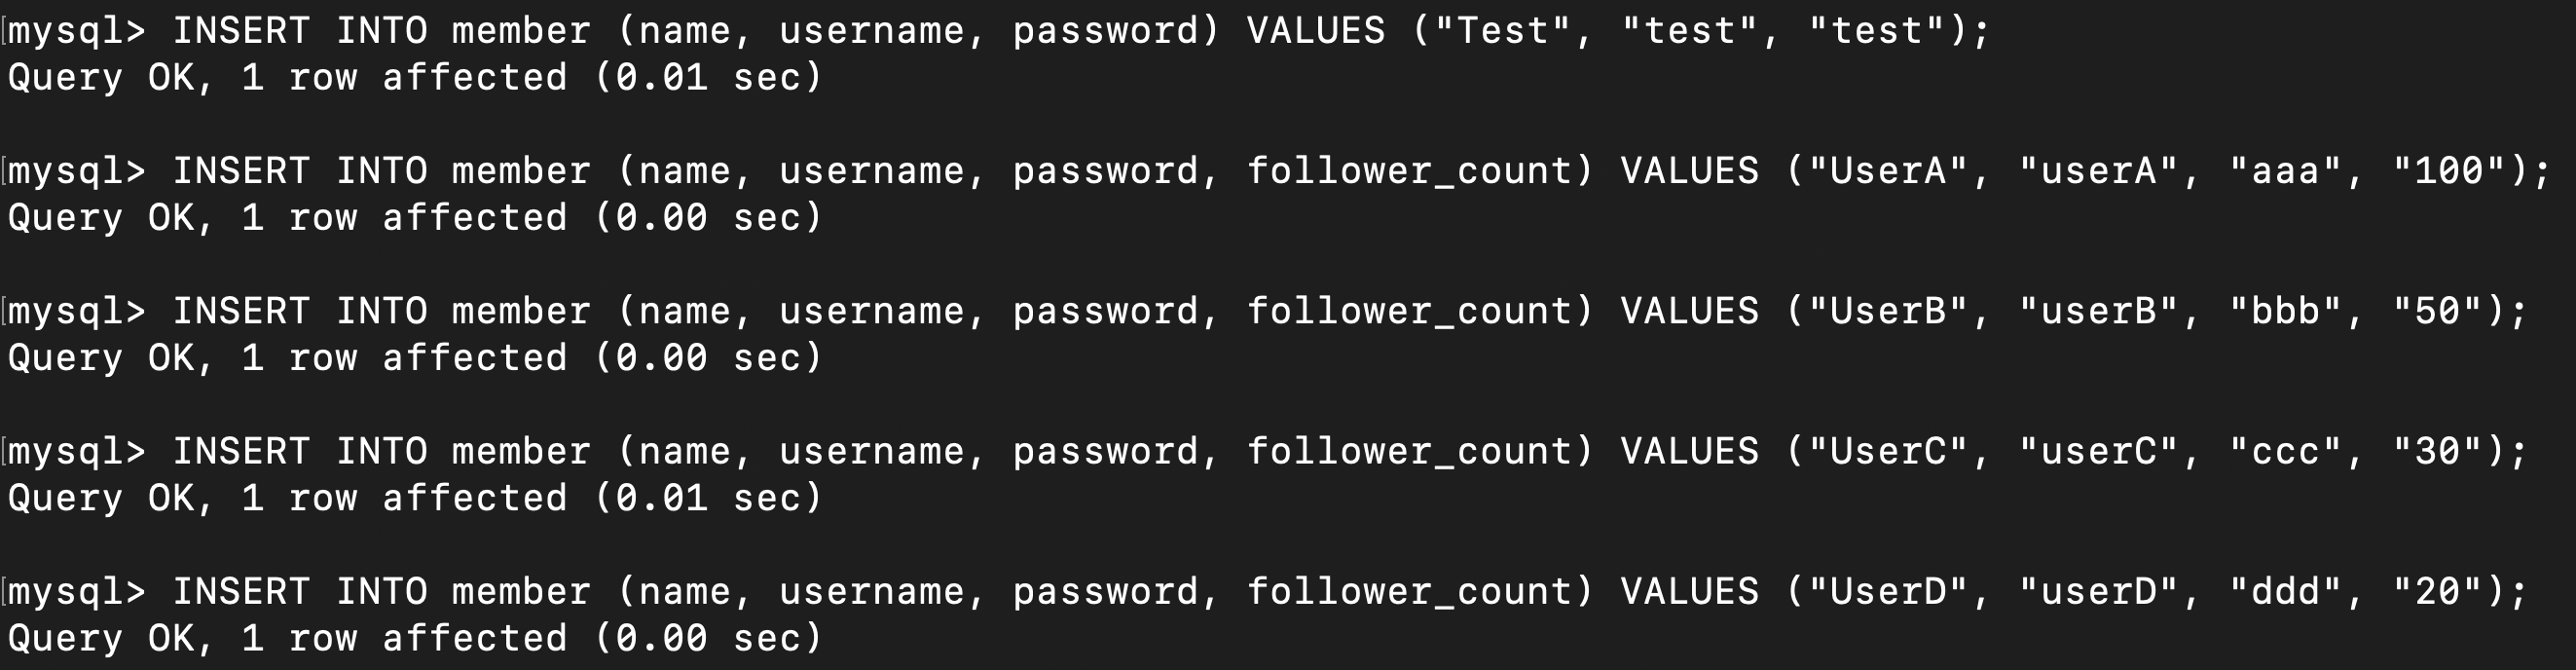 mysql> INSERT INTO member (name, username, password) VALUES ("Test", "test", "test");
Query OK, 1 row affected (0.01 sec)
mysql> INSERT INTO member (name, username, password, follower_count) VALUES ("UserA", "userA", "aaa", "100");
Query OK, 1 row affected (0.00 sec)
mysql> INSERT INTO member (name, username, password, follower_count) VALUES ("UserB", "userB", "bbb", "50");
Query OK, 1 row affected (0.00 sec)
mysql> INSERT INTO member (name, username, password, follower_count) VALUES ("UserC", "userC", "ccc", "30");
Query OK, 1 row affected (0.01 sec)
mysql> INSERT INTO member (name, username, password, follower_count) VALUES ("UserD", "userD", "ddd", "20");
Query OK, 1 row affected (0.00 sec)